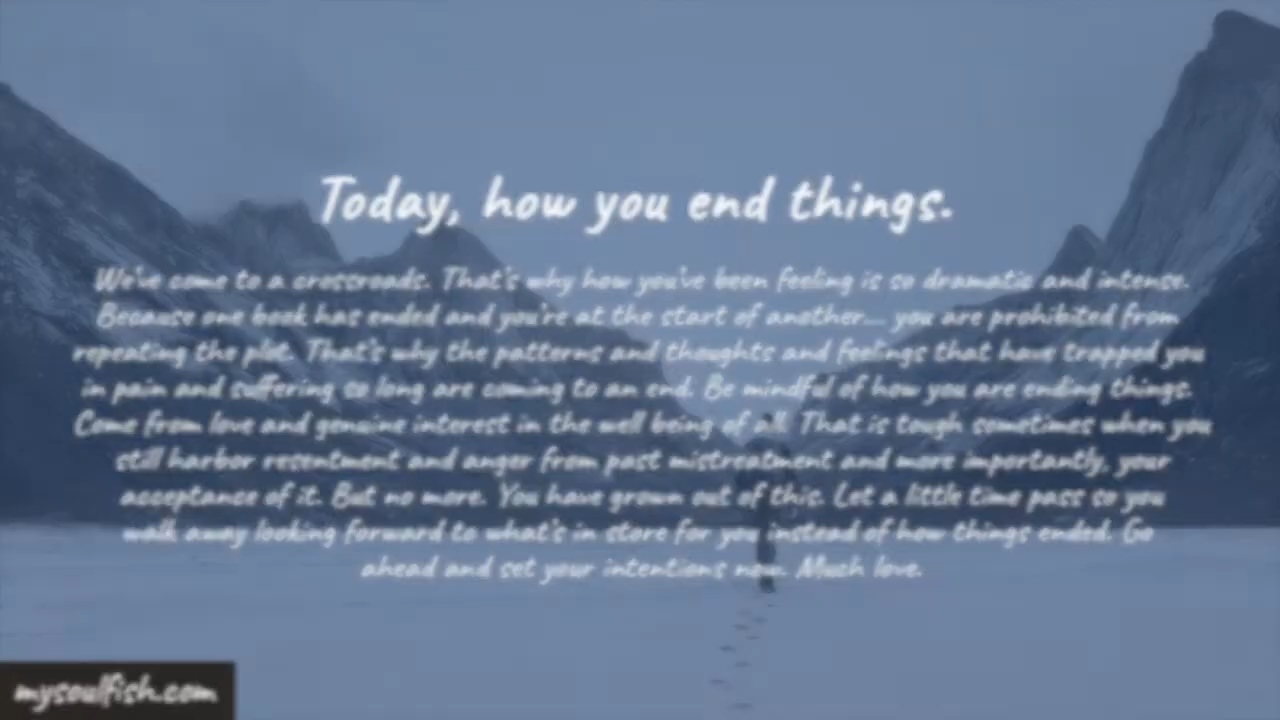 Today, how you end things.
We've come to a crossroads. That's why how you've been feeling is so dramatic and intense.
Because one book has ended and you're at the start of another.... you are prohibited from
repeating the plot. That's why the patterns and thoughts and feelings that have trapped you
in pain and suffering so long are coming to an end. Be mindful of how you are ending things.
Come from love and genuine interest in the well being of all. That is tough sometimes when you
still harbor resentment and anger from past mistreatment and more importantly, your
acceptance of it. But no more. You have grown out of this. Let a little time pass so you
walk away looking forward to what's in store for you instead of how things ended. Go
ahead and set your intentions now. Much love.
mysoulfish.com